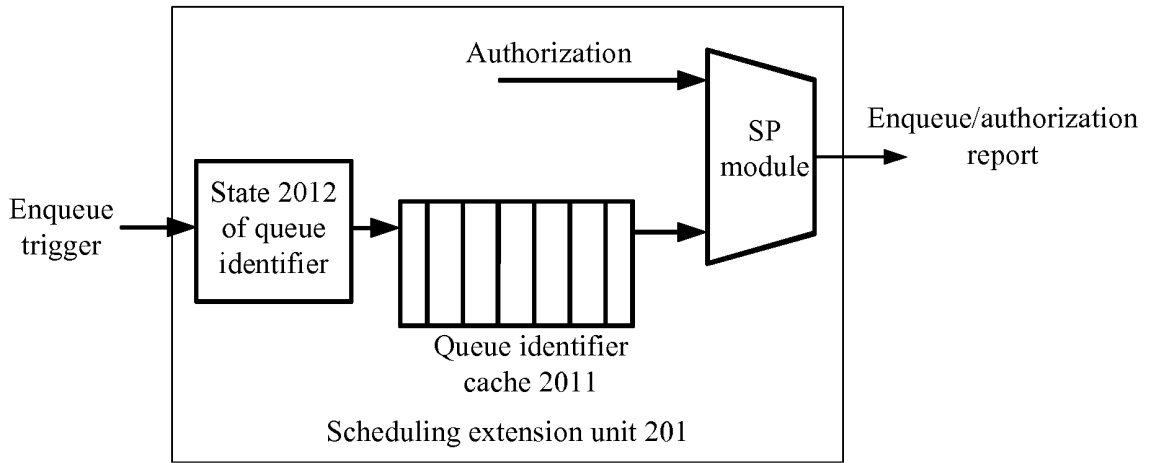 Authorization
SP
module
Enqueue/authorization
report
Enqueue
trigger
State 2012
of queue
identifier
Queue identifier
cache 2011
Scheduling extension unit 201